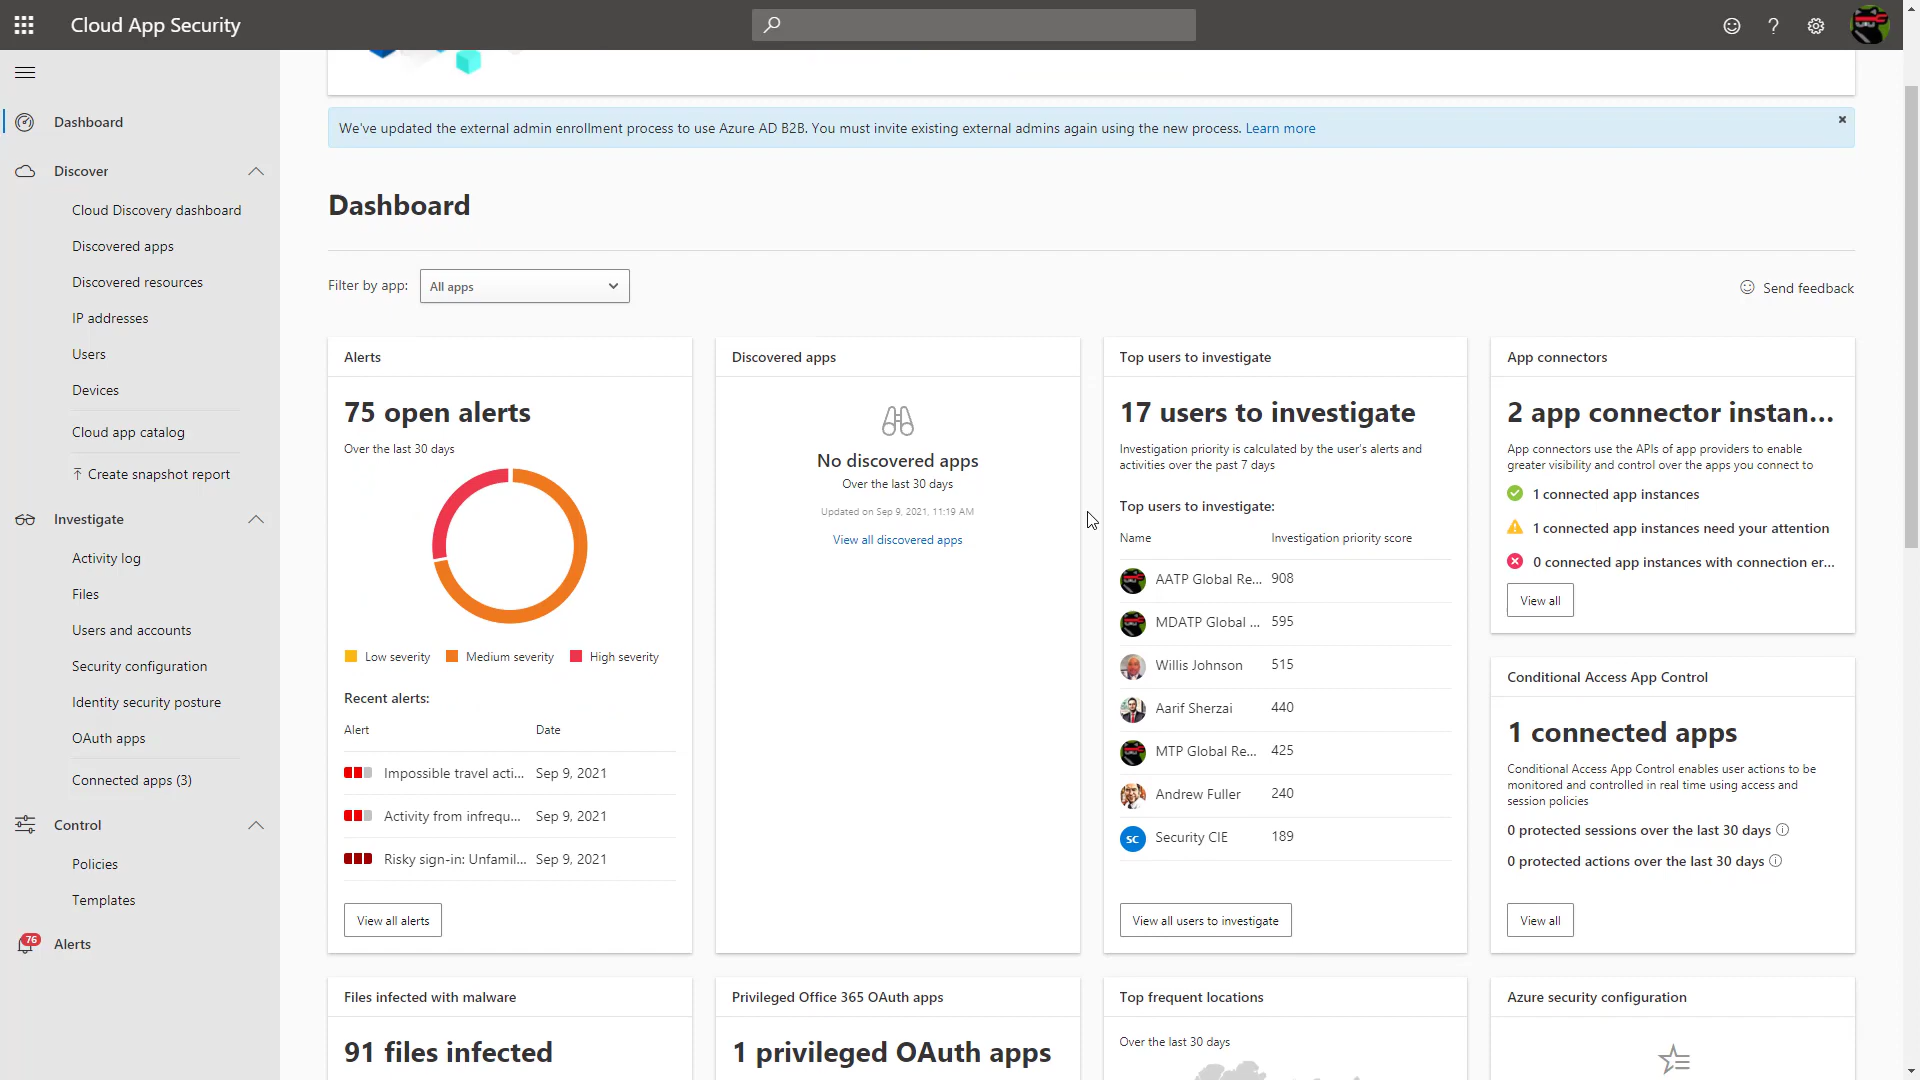 Cloud App Security
Dashboard
Discover
Cloud Discovery dashboard
Discovered apps
Discovered resources
IP addresses
Users
Devices
Cloud app catalog
Create snapshot report
Investigate
Activity log
Files
Users and accounts
Security configuration
Identity security posture
OAuth apps
Connected apps (3)
Control
Policies
Templates
76
Alerts
We've updated the external admin enrollment process to use Azure AD B2B. You must invite existing external admins again using the new process. Learn more
Dashboard
Filter by app: All apps
Send feedback
Alerts
75 open alerts
Over the last 30 days
Low severity Medium severity High severity
Recent alerts:
Alert Date
Impossible travel acti... Sep 9, 2021
Activity from infrequ... Sep 9, 2021
Risky sign-in: Unfamil... Sep 9, 2021
View all alerts
Discovered apps
No discovered apps
Over the last 30 days
Updated on Sep 9, 2021, 11:19 AM
View all discovered apps
Top users to investigate
17 users to investigate
Investigation priority is calculated by the user's alerts and
activities over the past 7 days
Top users to investigate:
Name Investigation priority score
AATP Global Re... 908
MDATP Global ... 595
Willis Johnson 515
Aarif Sherzai 440
MTP Global Re... 425
Andrew Fuller 240
SC Security CIE 189
View all users to investigate
App connectors
2 app connector instan...
App connectors use the APIs of app providers to enable
greater visibility and control over the apps you connect to
1 connected app instances
1 connected app instances need your attention
0 connected app instances with connection er...
View all
Conditional Access App Control
1 connected apps
Conditional Access App Control enables user actions to be
monitored and controlled in real time using access and
session policies
0 protected sessions over the last 30 days
0 protected actions over the last 30 days
View all
Files infected with malware
91 files infected
Privileged Office 365 OAuth apps
1 privileged OAuth apps
Top frequent locations
Over the last 30 days
Azure security configuration